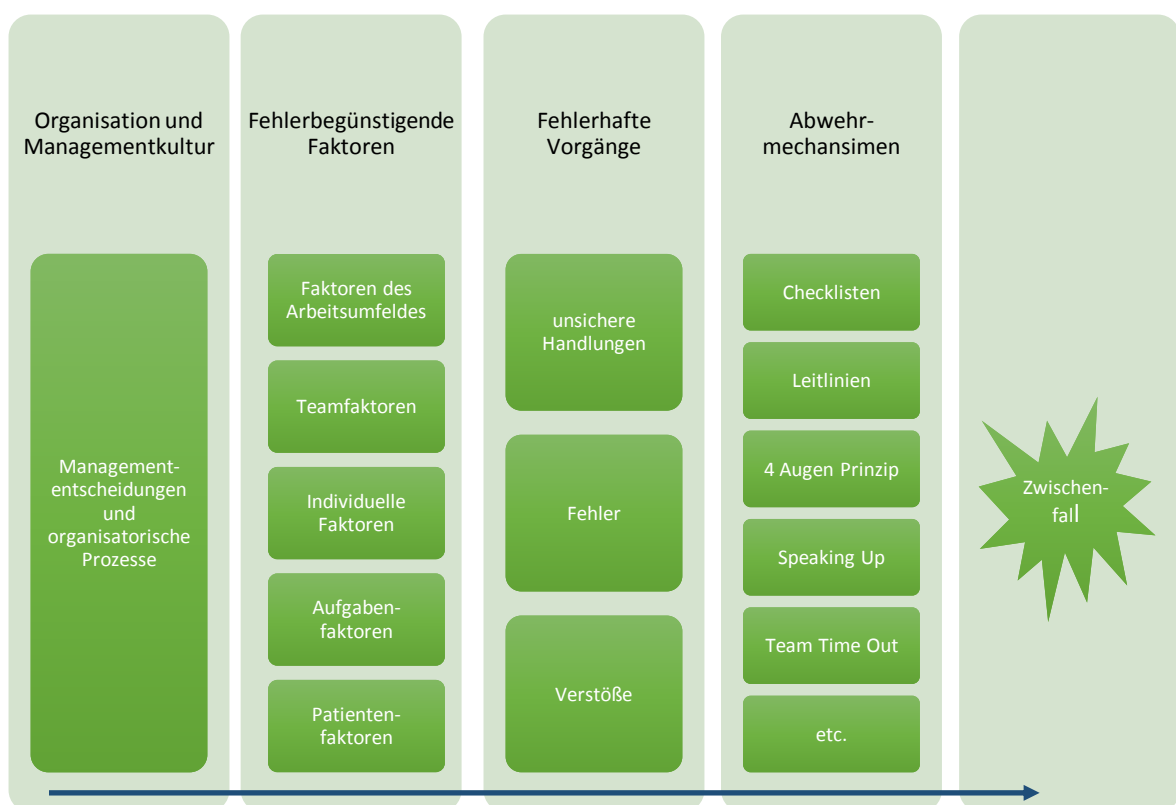 Organisation und
Managementkultur
Management-
entscheidungen
und
organisatorische
Prozesse
Fehlerbegünstigende
Faktoren
Faktoren des
Arbeitsumfeldes
Teamfaktoren
Individuelle
Faktoren
Aufgaben-
faktoren
Patienten-
faktoren
Fehlerhafte
Vorgänge
unsichere
Handlungen
Fehler
Verstöße
Abwehr-
mechansimen
Checklisten
Leitlinien
4 Augen Prinzip
Speaking Up
Team Time Out
etc.
Zwischen-
fall